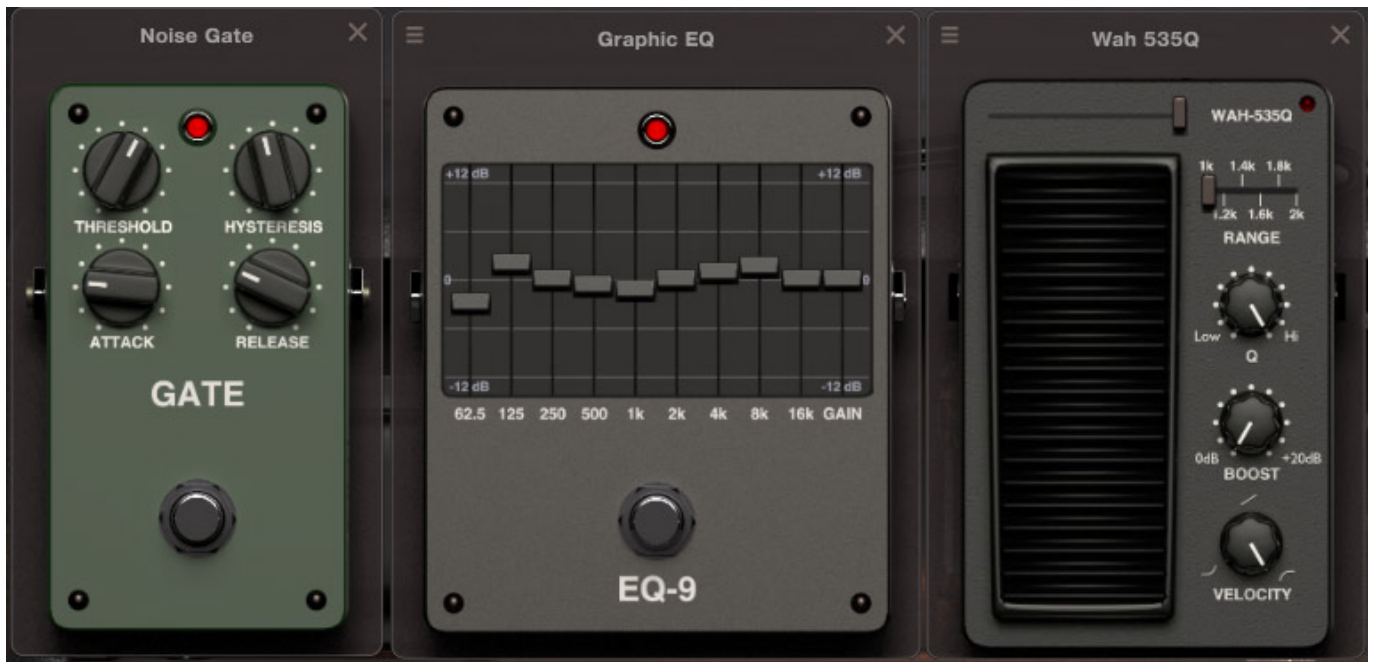 Noise Gate
THRESHOLD HYSTERESIS
ATTACK RELEASE
GATE
Graphic EQ
+12 dB +12 dB
0 0
-12 dB -12 dB
62.5 125 250 500 1k 2k 4k 8k 16k GAIN
EQ-9
Wah 535Q
WAH-535Q
1k 1.4k 1.8k
1.2k 1.6k 2k
RANGE
Low Hi
Q
0dB +20dB
BOOST
VELOCITY